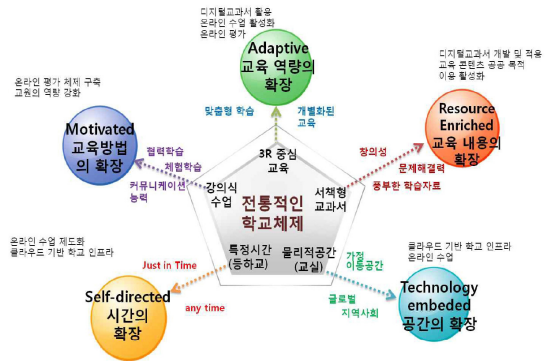 디지털교과서 활용
온라인 수업 활성화
온라인 평가
Adaptive
교육 역량의
확장
맞춤형 학습
개별화된
교육
온라인 평가 체제 구축
교원의 역량 강화
Motivated
교육방법
의 확장
협력학습
체험학습
커뮤니케이션
능력
디지털교과서 개발 및 적용
교육 콘텐츠 공공 목적
이용 활성화
Resource
Enriched
교육 내용의
확장
창의성
문제해결력
풍부한 학습자료
3R 중심
교육
강의식
수업
서책형
교과서
전통적인
학교체제
특정시간
(등하교)
물리적공간
(교실)
온라인 수업 제도화
클라우드 기반 학교 인프라
Just in Time
any time
Self-directed
시간의
확장
가정
이동공간
글로벌
지역사회
클라우드 기반 학교 인프라
온라인 수업
Technology
embeded
공간의 확장